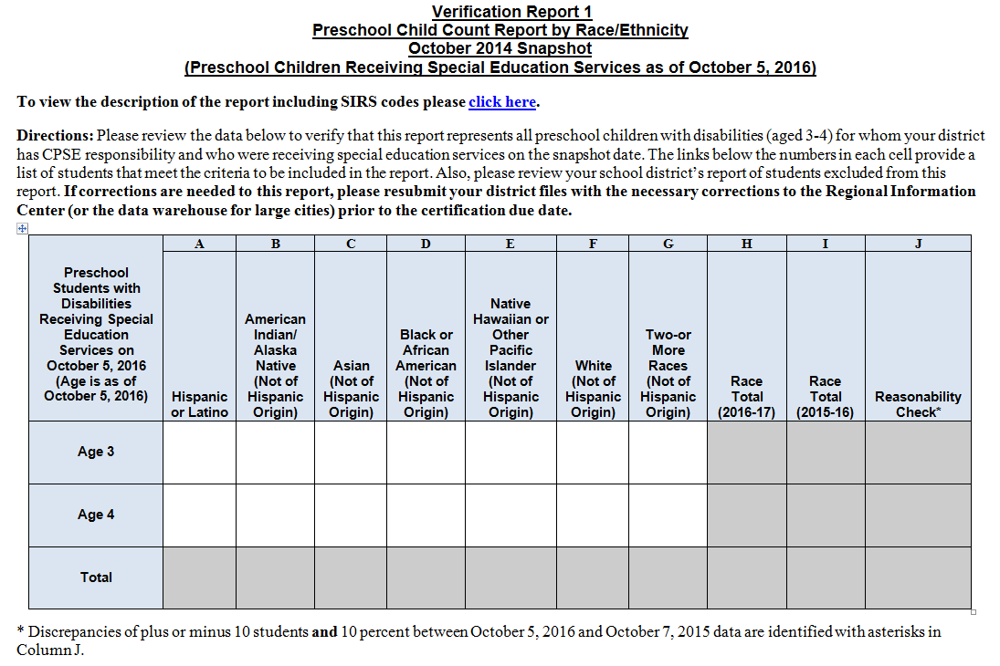 Verification Report 1
Preschool Child Count Report by Race/Ethnicity
October 2014 Snapshot
(Preschool Children Receiving Special Education Services as of October 5, 2016)
To view the description of the report including SIRS codes please click here.
Directions: Please review the data below to verify that this report represents all preschool children with disabilities (aged 3-4) for whom your district
has CPSE responsibility and who were receiving special education services on the snapshot date. The links below the numbers in each cell provide a
list of students that meet the criteria to be included in the report. Also, please review your school district's report of students excluded from this
report. If corrections are needed to this report, please resubmit your district files with the necessary corrections to the Regional Information
Center (or the data warehouse for large cities) prior to the certification due date.
A B C D E F G H I J
Preschool
Students with
Disabilities
Receiving Special
Education
Services on
October 5, 2016
(Age is as of
October 5, 2016)
Hispanic
or Latino
American
Indian/
Alaska
Native
(Not of
Hispanic
Origin)
Asian
(Not of
Hispanic
Origin)
Black or
African
American
(Not of
Hispanic
Origin)
Native
Hawaiian or
Other
Pacific
Islander
(Not of
Hispanic
Origin)
White
(Not of
Hispanic
Origin)
Two-or
More
Races
(Not of
Hispanic
Origin)
Race
Total
(2016-17)
Race
Total
(2015-16)
Reasonability
Check*
Age 3
Age 4
Total
* Discrepancies of plus or minus 10 students and 10 percent between October 5, 2016 and October 7, 2015 data are identified with asterisks in
Column J.